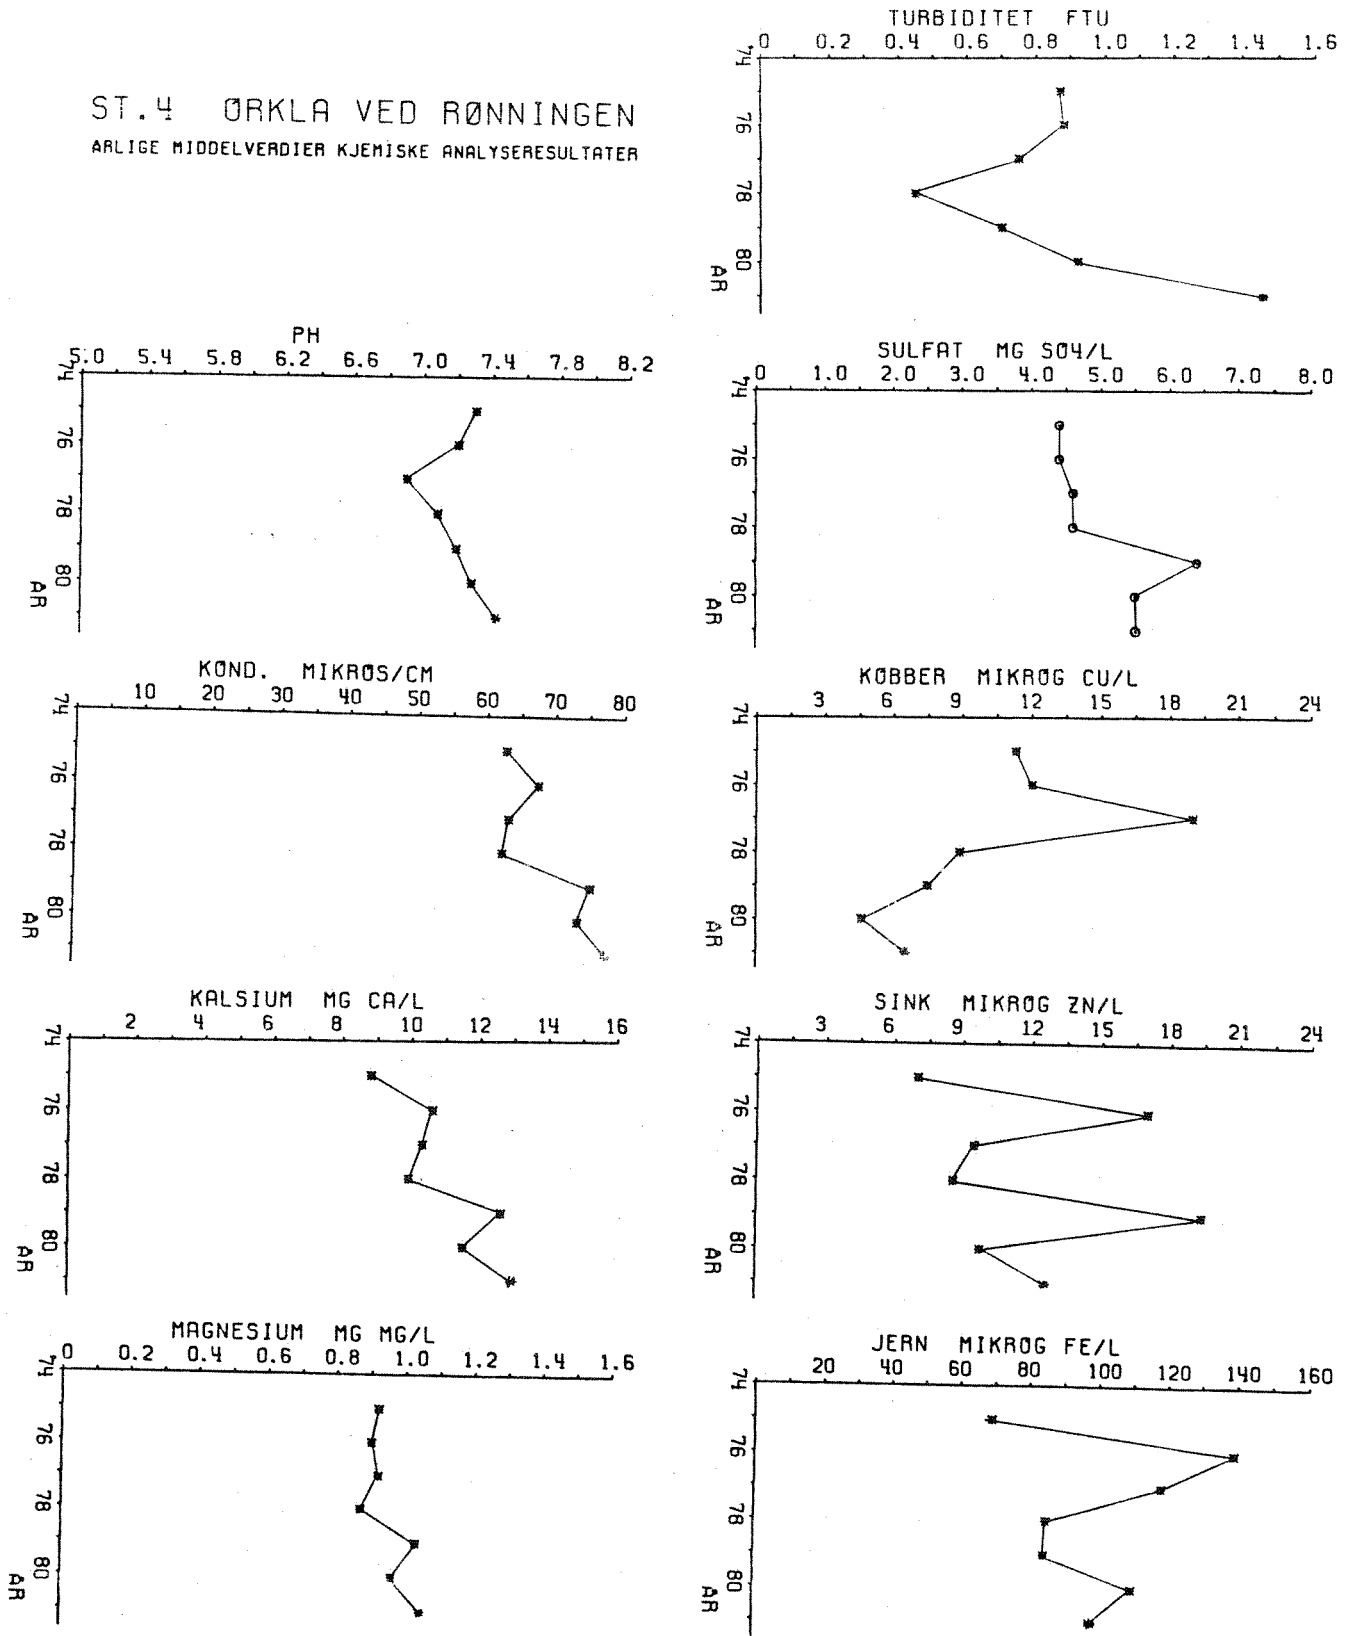 ST.4 ØRKLA VED RØNNINGEN
ARLIGE MIDDELVERDIER KJEMISKE ANALYSERESULTATER
TURBIDITET FTU
.0 0.2 0.4 0.6 0.8 1.0 1.2 1.4 1.6
74
76
78
80
ÅR
PH
5.0 5.4 5.8 6.2 6.6 7.0 7.4 7.8 8.2
74
76
78
80
ÅR
SULFAT MG SO4/L
.0 1.0 2.0 3.0 4.0 5.0 6.0 7.0 8.0
74
76
78
80
ÅR
KOND. MIKROS/CM
10 20 30 40 50 60 70 80
74
76
78
80
ÅR
KOBBER MIKROG CU/L
3 6 9 12 15 18 21 24
74
76
78
80
ÅR
KALSIUM MG CA/L
2 4 6 8 10 12 14 16
74
76
78
80
ÅR
SINK MIKROG ZN/L
3 6 9 12 15 18 21 24
74
76
78
80
ÅR
MAGNESIUM MG MG/L
.0 0.2 0.4 0.6 0.8 1.0 1.2 1.4 1.6
74
76
78
80
ÅR
JERN MIKROG FE/L
20 40 60 80 100 120 140 160
74
76
78
80
ÅR